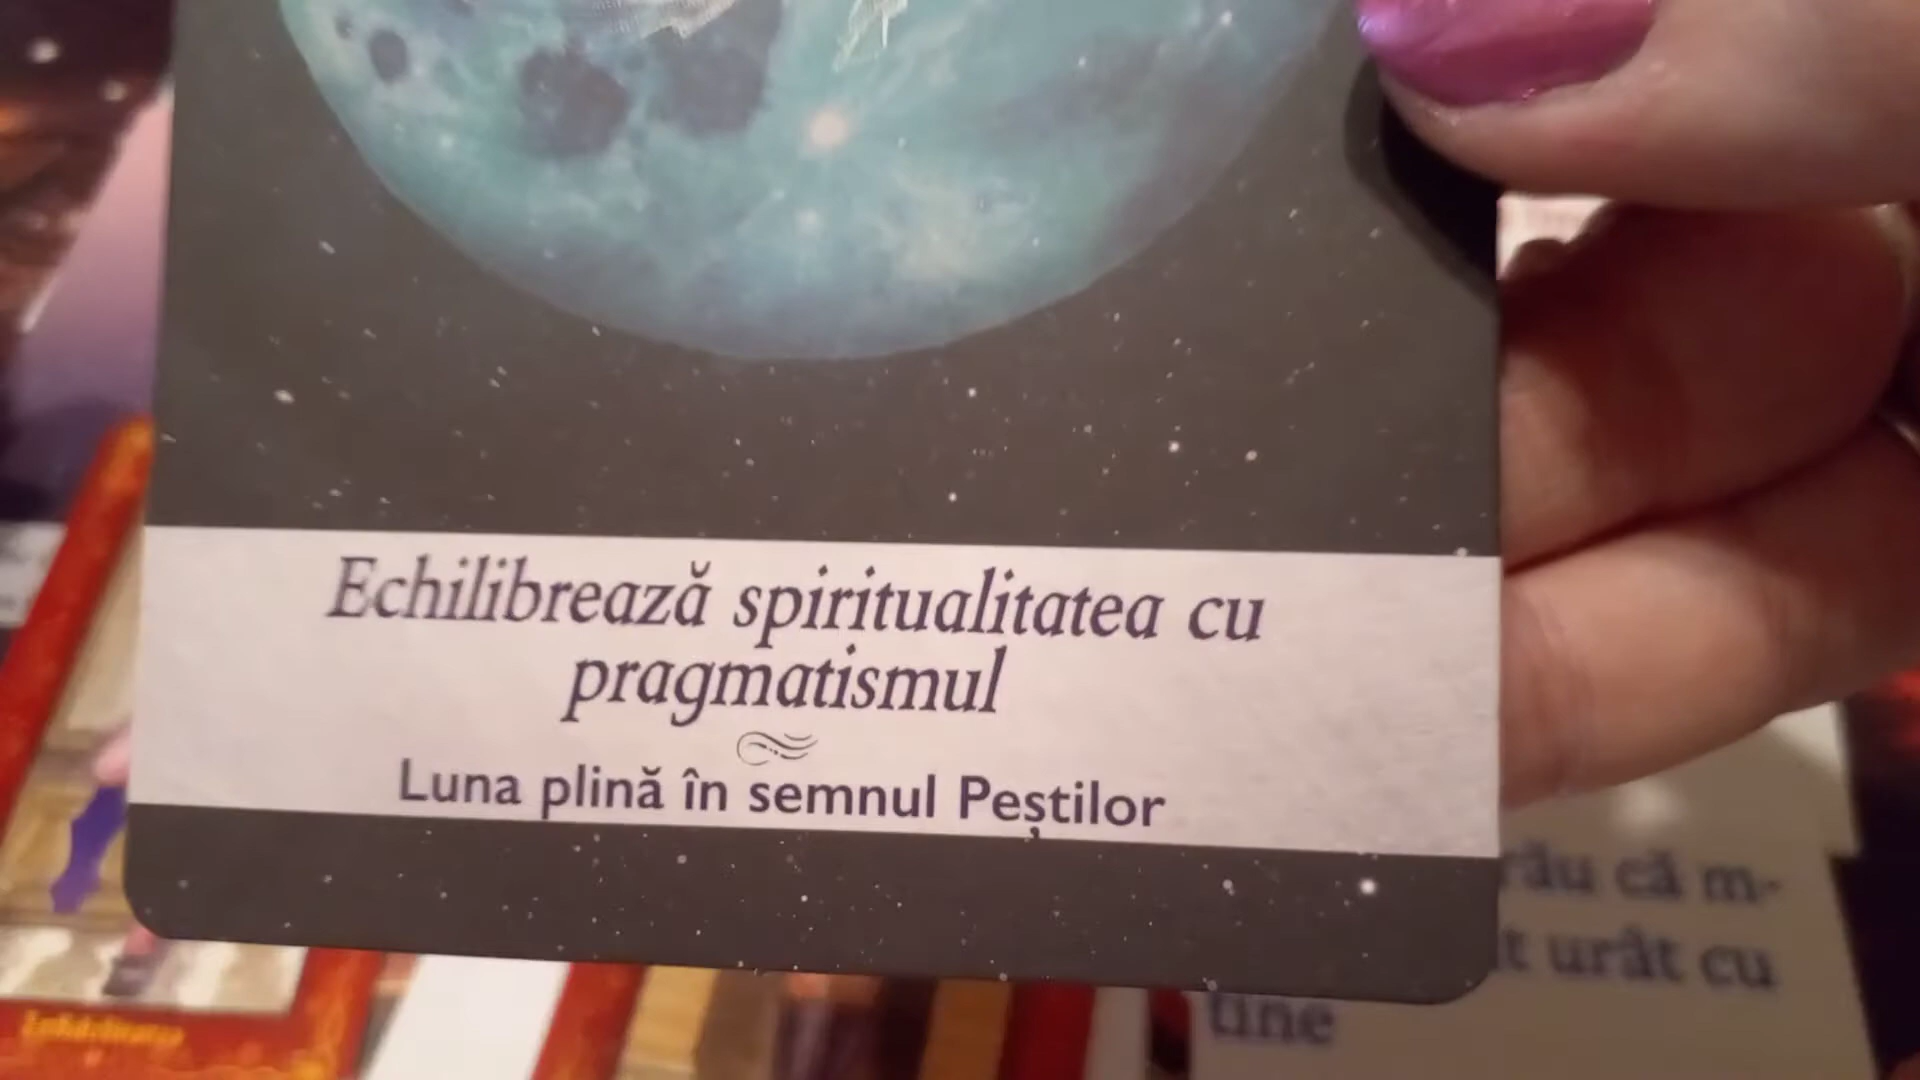 Echilibrează spiritualitatea cu
pragmatismul
Luna plină în semnul Peștilor
rău că m-
t urât cu
tine